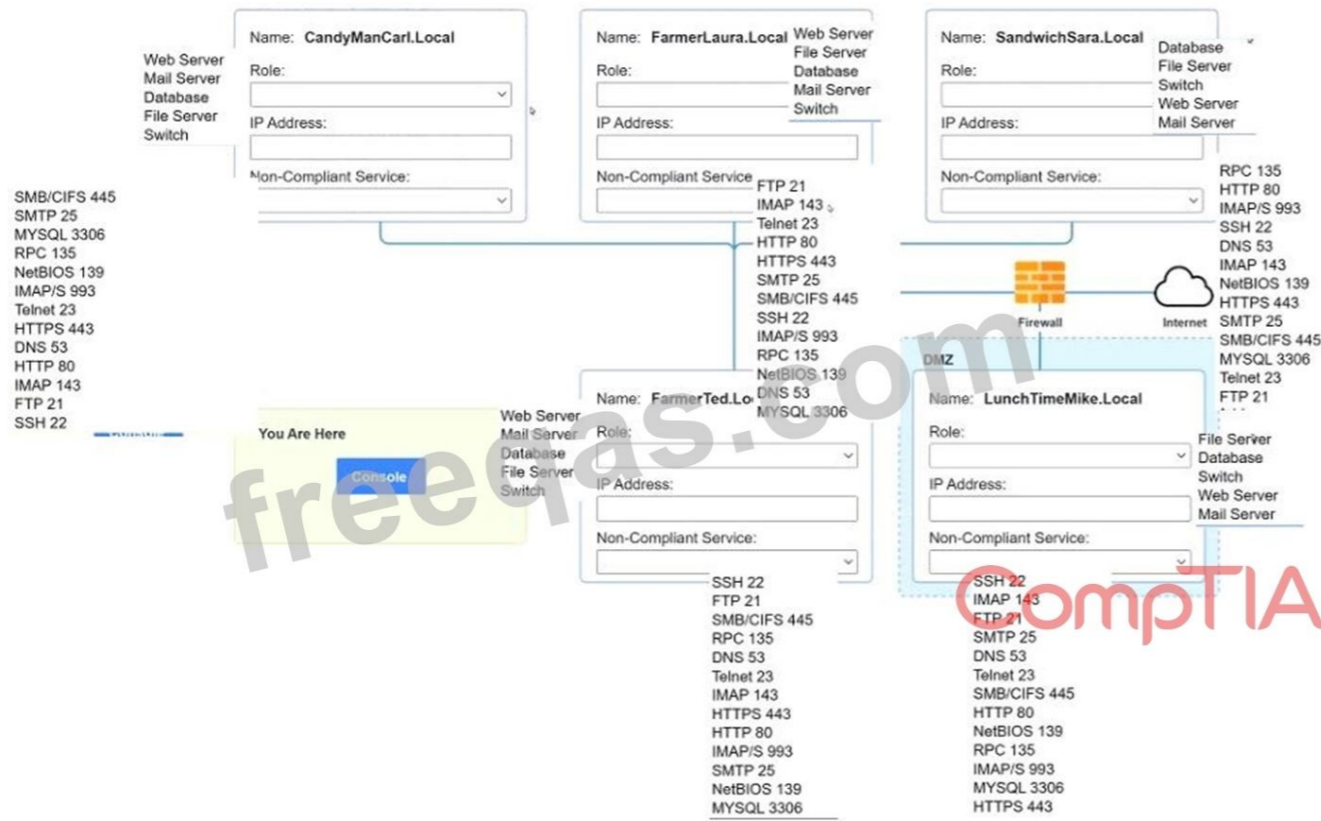 Name: CandyManCarl.Local
Web Server
Mail Server
Database
File Server
Switch
Role:
IP Address:
Non-Compliant Service:
SMB/CIFS 445
SMTP 25
MYSQL 3306
RPC 135
NetBIOS 139
IMAP/S 993
Telnet 23
HTTPS 443
DNS 53
HTTP 80
IMAP 143
FTP 21
SSH 22
Name: FarmerLaura.Local
Web Server
File Server
Database
Mail Server
Switch
Role:
IP Address:
Non-Compliant Service
FTP 21
IMAP 143
Telnet 23
HTTP 80
HTTPS 443
SMTP 25
SMB/CIFS 445
SSH 22
IMAP/S 993
RPC 135
NetBIOS 139
DNS 53
MYSQL 3306
Name: SandwichSara.Local
Database
File Server
Switch
Web Server
Mail Server
Role:
IP Address:
Non-Compliant Service:
RPC 135
HTTP 80
IMAP/S 993
SSH 22
DNS 53
IMAP 143
NetBIOS 139
HTTPS 443
SMTP 25
SMB/CIFS 445
MYSQL 3306
Telnet 23
FTP 21
Firewall
Internet
DMZ
You Are Here
Console
Name: FarmerTed.Lo
Web Server
Mail Server
Database
File Server
Switch
Role:
IP Address:
Non-Compliant Service:
SSH 22
FTP 21
SMB/CIFS 445
RPC 135
DNS 53
Telnet 23
IMAP 143
HTTPS 443
HTTP 80
IMAP/S 993
SMTP 25
NetBIOS 139
MYSQL 3306
Name: LunchTimeMike.Local
Role:
File Server
Database
Switch
Web Server
Mail Server
IP Address:
Non-Compliant Service:
SSH 22
IMAP 143
FTP 21
SMTP 25
DNS 53
Telnet 23
SMB/CIFS 445
HTTP 80
NetBIOS 139
RPC 135
IMAP/S 993
MYSQL 3306
HTTPS 443
freeqas.com
CompTIA